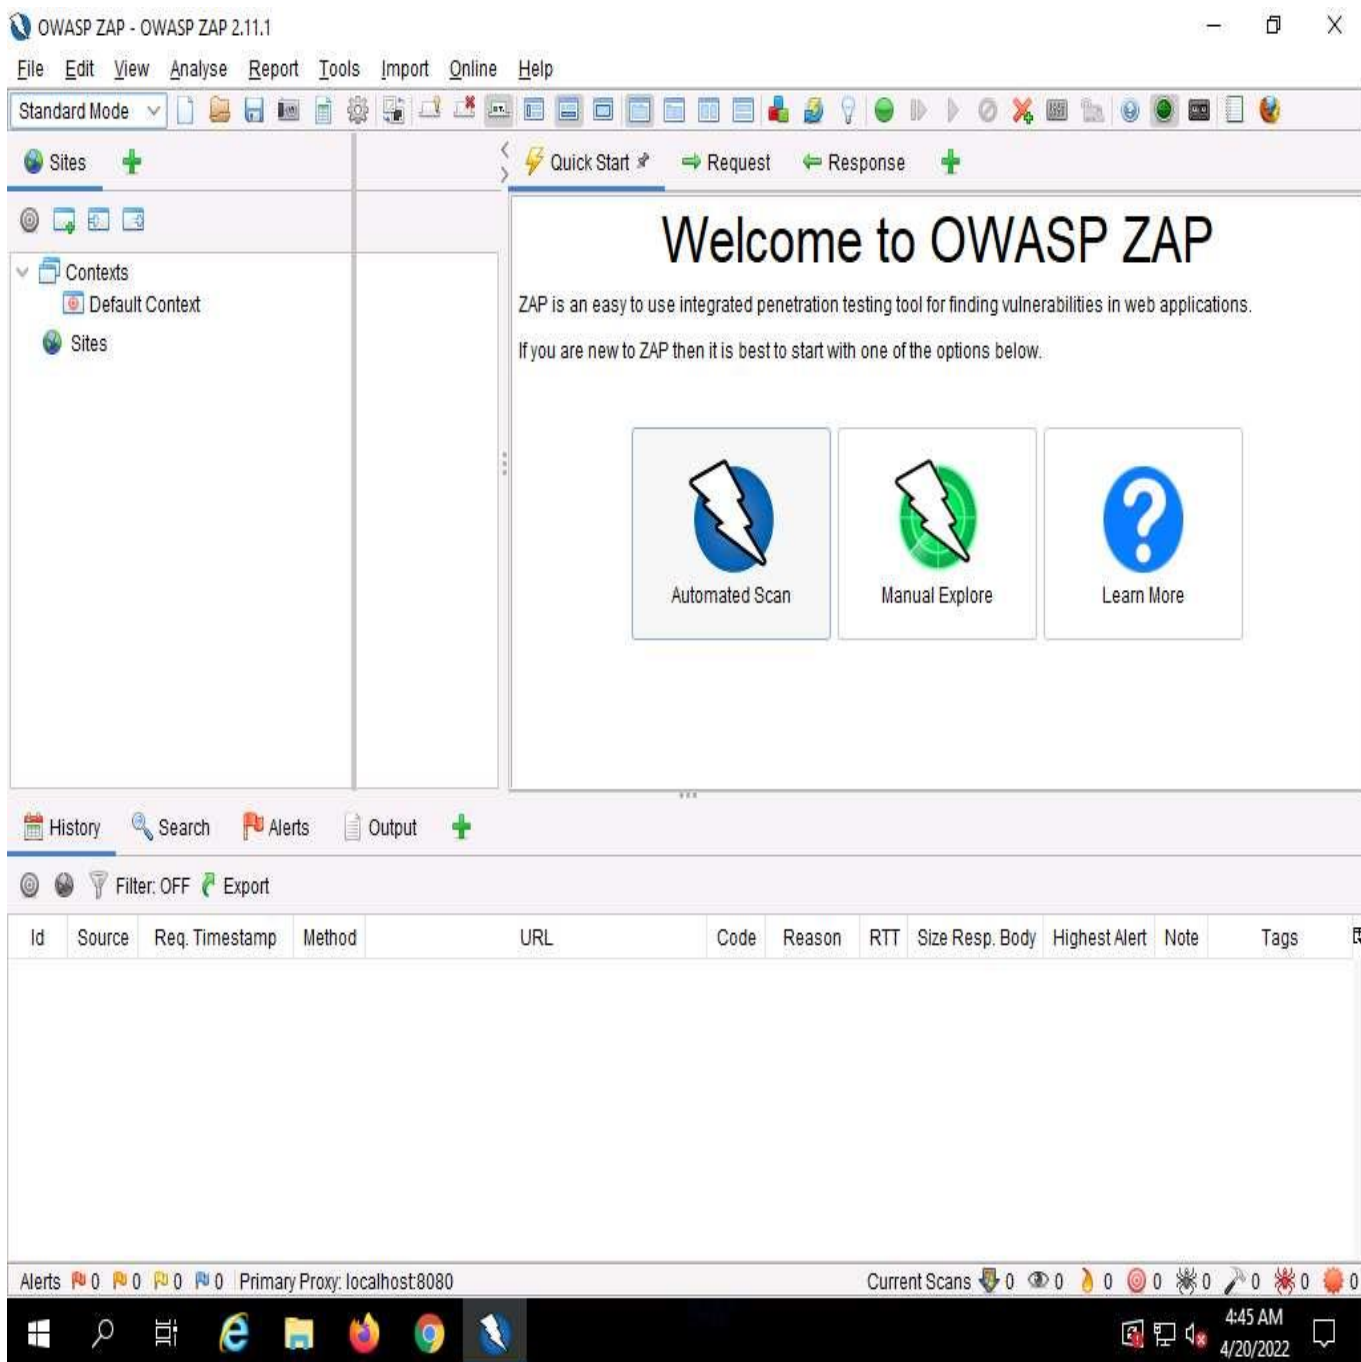 OWASP ZAP - OWASP ZAP 2.11.1
File Edit View Analyse Report Tools Import Online Help
Standard Mode
Sites
Quick Start Request Response
Welcome to OWASP ZAP
Contexts
Default Context
Sites
ZAP is an easy to use integrated penetration testing tool for finding vulnerabilities in web applications.
If you are new to ZAP then it is best to start with one of the options below.
Automated Scan Manual Explore Learn More
History Search Alerts Output
Filter: OFF Export
Id Source Req. Timestamp Method URL Code Reason RTT Size Resp. Body Highest Alert Note Tags
Alerts 0 0 0 0 Primary Proxy: localhost:8080 Current Scans 0 0 0 0 0 0 0 0
4:45 AM
4/20/2022